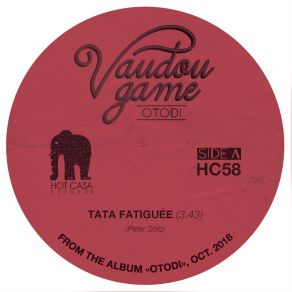 Vaudou
game
OTODI
SIDE A
HC58
HOT CASA
RECORDS
TATA FATIGUÉE (3.43)
(Peter Solo)
FROM THE ALBUM «OTODI», OCT. 2018